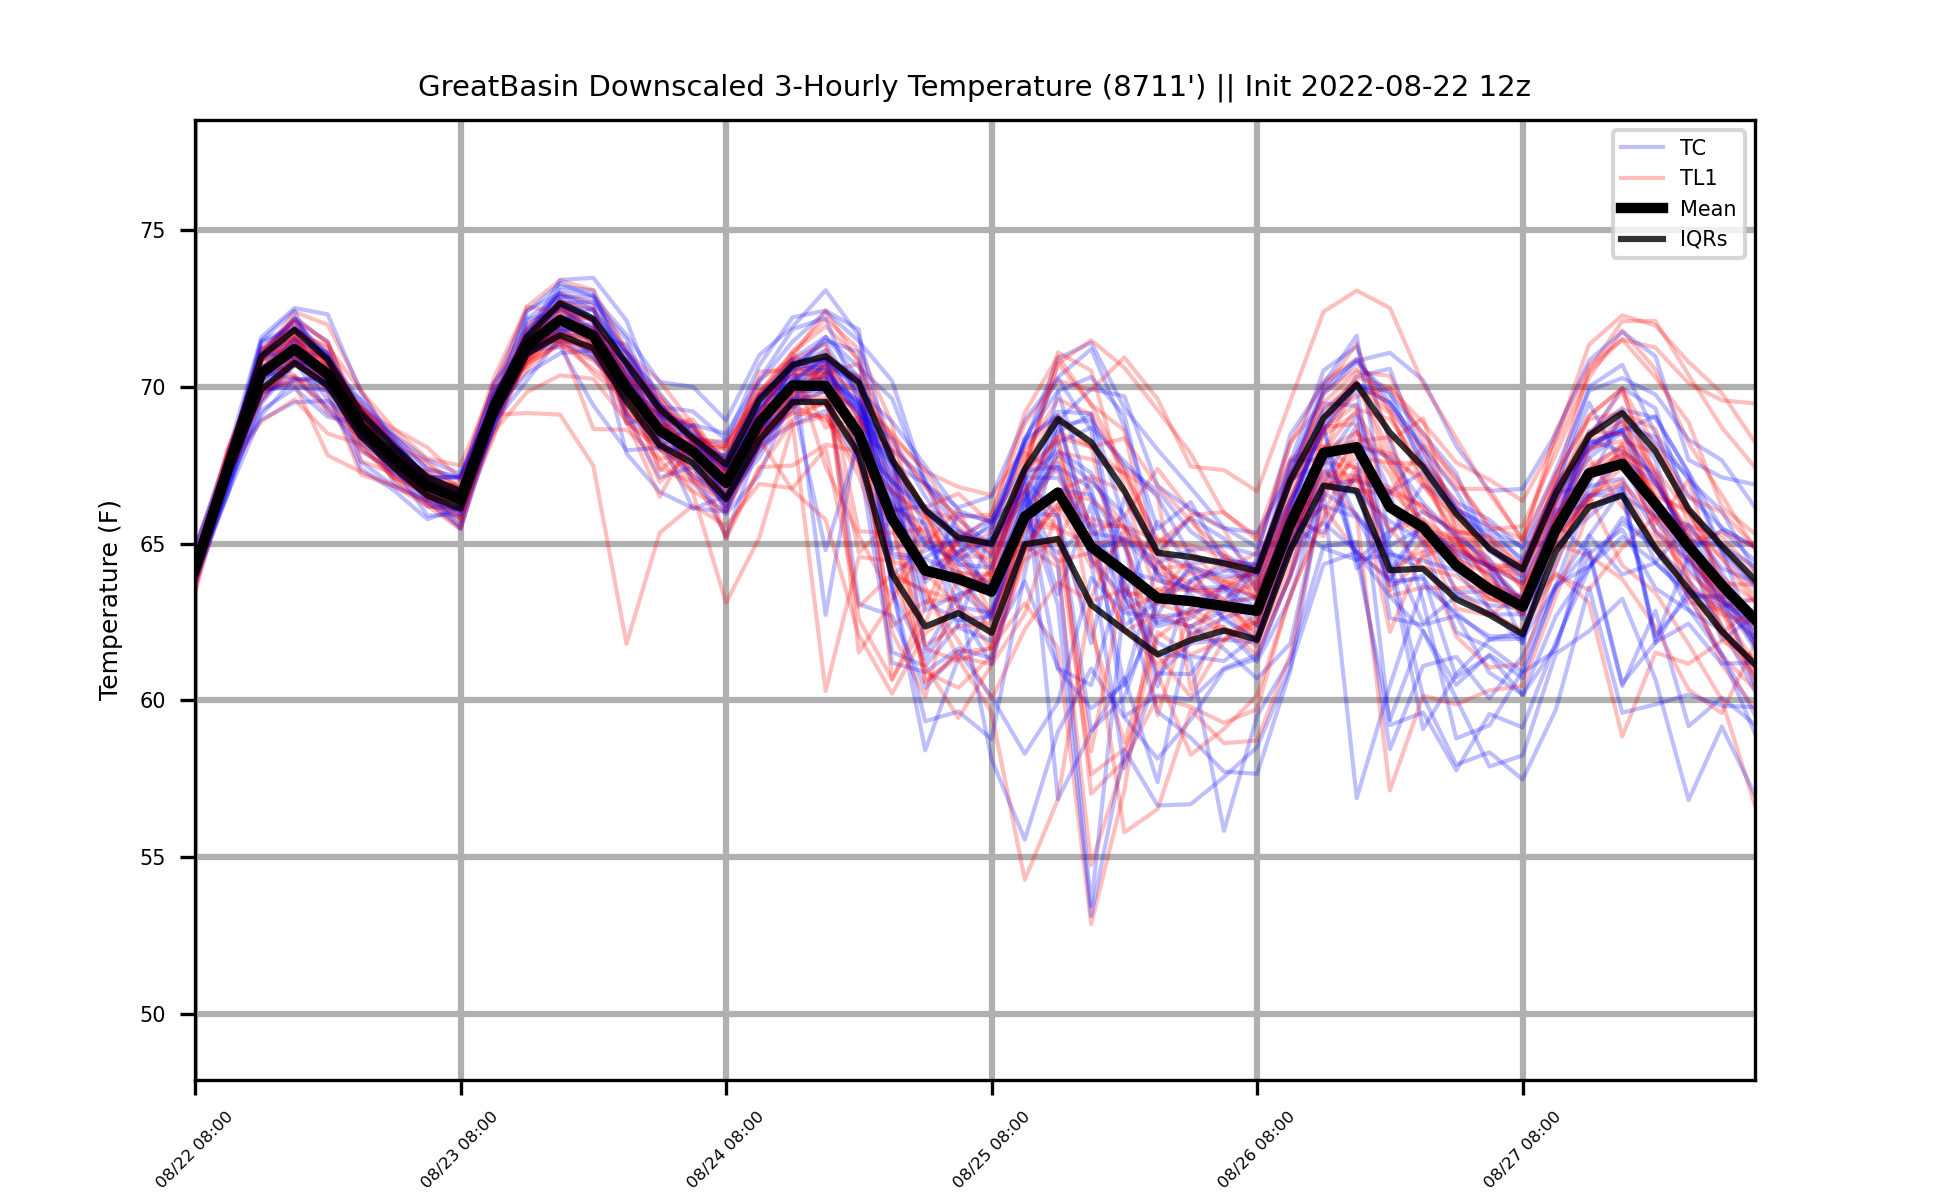 GreatBasin Downscaled 3-Hourly Temperature (8711') || Init 2022-08-22 12z
TC
TL1
Mean
IQRs
Temperature (F)
75
70
65
60
55
50
08/22 08:00
08/23 08:00
08/24 08:00
08/25 08:00
08/26 08:00
08/27 08:00